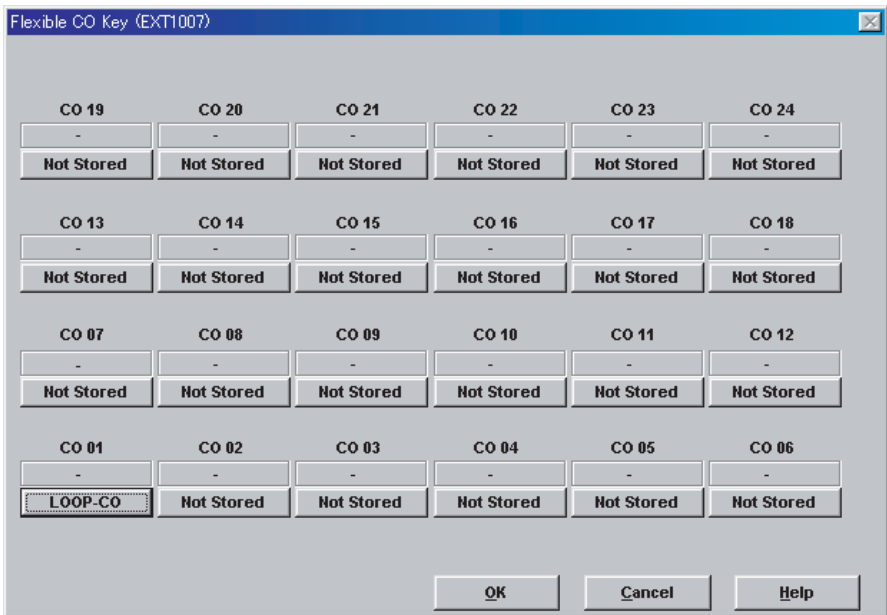 Flexible CO Key (EXT1007)
CO 19 CO 20 CO 21 CO 22 CO 23 CO 24
- - - - - -
Not Stored Not Stored Not Stored Not Stored Not Stored Not Stored
CO 13 CO 14 CO 15 CO 16 CO 17 CO 18
- - - - - -
Not Stored Not Stored Not Stored Not Stored Not Stored Not Stored
CO 07 CO 08 CO 09 CO 10 CO 11 CO 12
- - - - - -
Not Stored Not Stored Not Stored Not Stored Not Stored Not Stored
CO 01 CO 02 CO 03 CO 04 CO 05 CO 06
- - - - - -
LOOP-CO Not Stored Not Stored Not Stored Not Stored Not Stored
OK Cancel Help